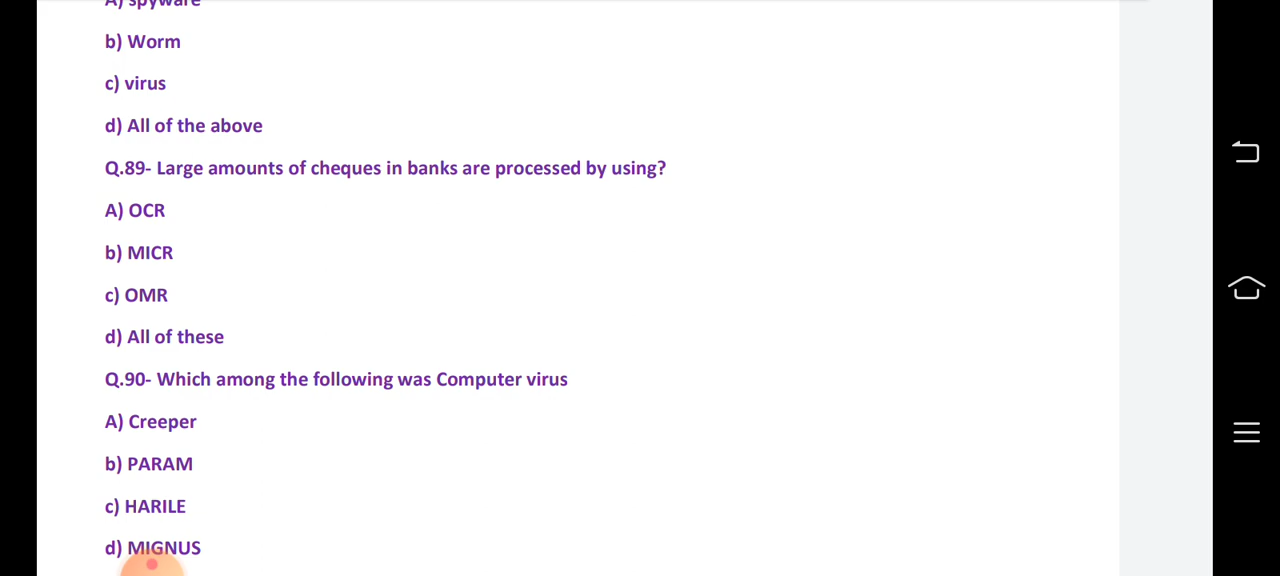 A) spyware
b) Worm
c) virus
d) All of the above
Q.89- Large amounts of cheques in banks are processed by using?
A) OCR
b) MICR
c) OMR
d) All of these
Q.90- Which among the following was Computer virus
A) Creeper
b) PARAM
c) HARILE
d) MIGNUS